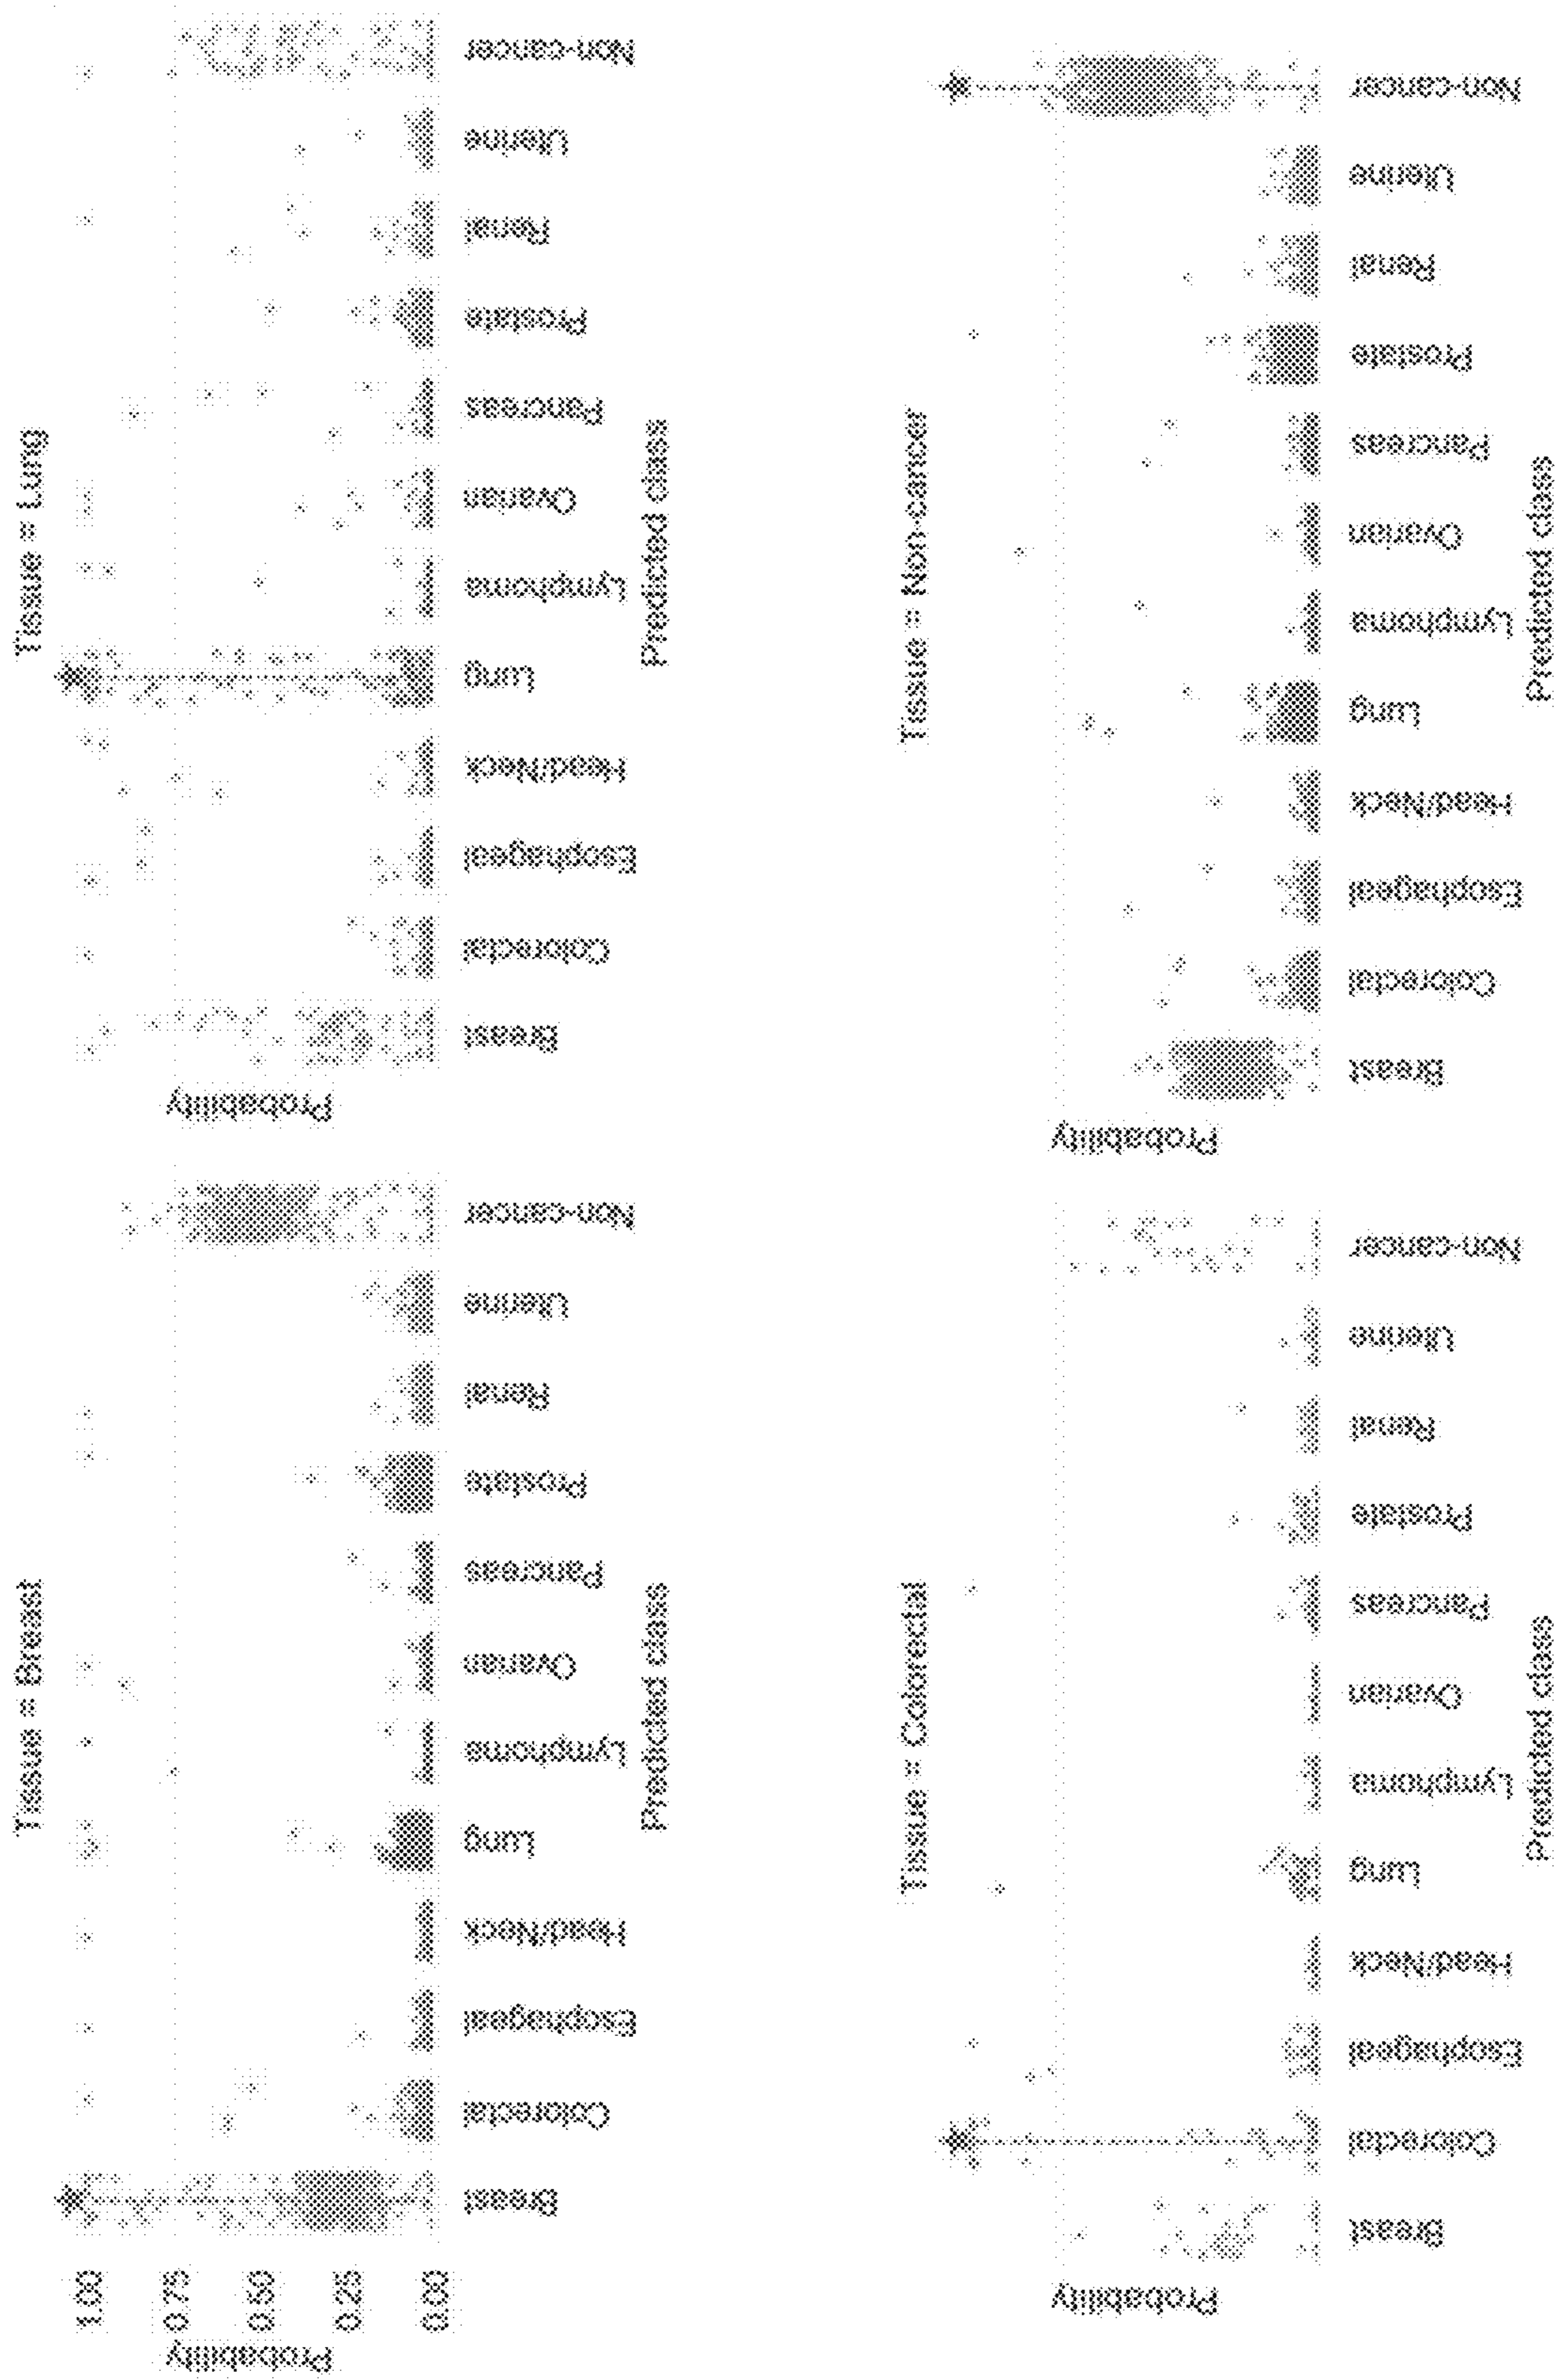 Tissue = Breast
Probability
1.00
0.75
0.50
0.25
0.00
Breast
Colorectal
Esophageal
Head/Neck
Lung
Lymphoma
Ovarian
Pancreas
Prostate
Renal
Uterine
Non-cancer
Predicted class
Tissue = Lung
Probability
Breast
Colorectal
Esophageal
Head/Neck
Lung
Lymphoma
Ovarian
Pancreas
Prostate
Renal
Uterine
Non-cancer
Predicted class
Tissue = Colorectal
Probability
Breast
Colorectal
Esophageal
Head/Neck
Lung
Lymphoma
Ovarian
Pancreas
Prostate
Renal
Uterine
Non-cancer
Predicted class
Tissue = Non-cancer
Probability
Breast
Colorectal
Esophageal
Head/Neck
Lung
Lymphoma
Ovarian
Pancreas
Prostate
Renal
Uterine
Non-cancer
Predicted class